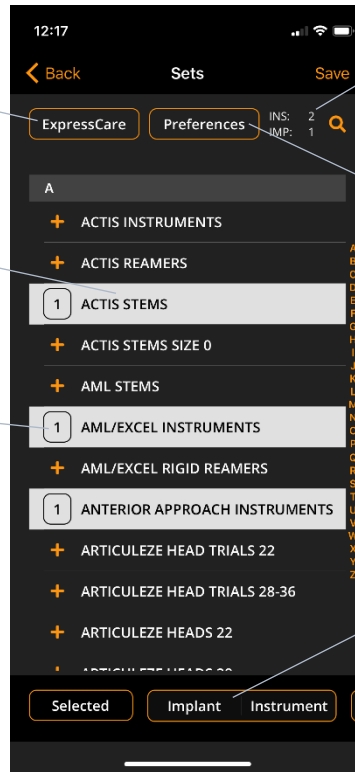 12:17
Back Sets Save
ExpressCare Preferences INS: 2
IMP: 1
A
+ ACTIS INSTRUMENTS
+ ACTIS REAMERS
1 ACTIS STEMS
+ ACTIS STEMS SIZE 0
+ AML STEMS
1 AML/EXCEL INSTRUMENTS
+ AML/EXCEL RIGID REAMERS
1 ANTERIOR APPROACH INSTRUMENTS
+ ARTICULEZE HEAD TRIALS 22
+ ARTICULEZE HEAD TRIALS 28-36
+ ARTICULEZE HEADS 22
Selected Implant Instrument
A
B
C
D
E
F
G
H
I
J
K
L
M
N
O
P
Q
R
S
T
U
V
W
X
Y
Z